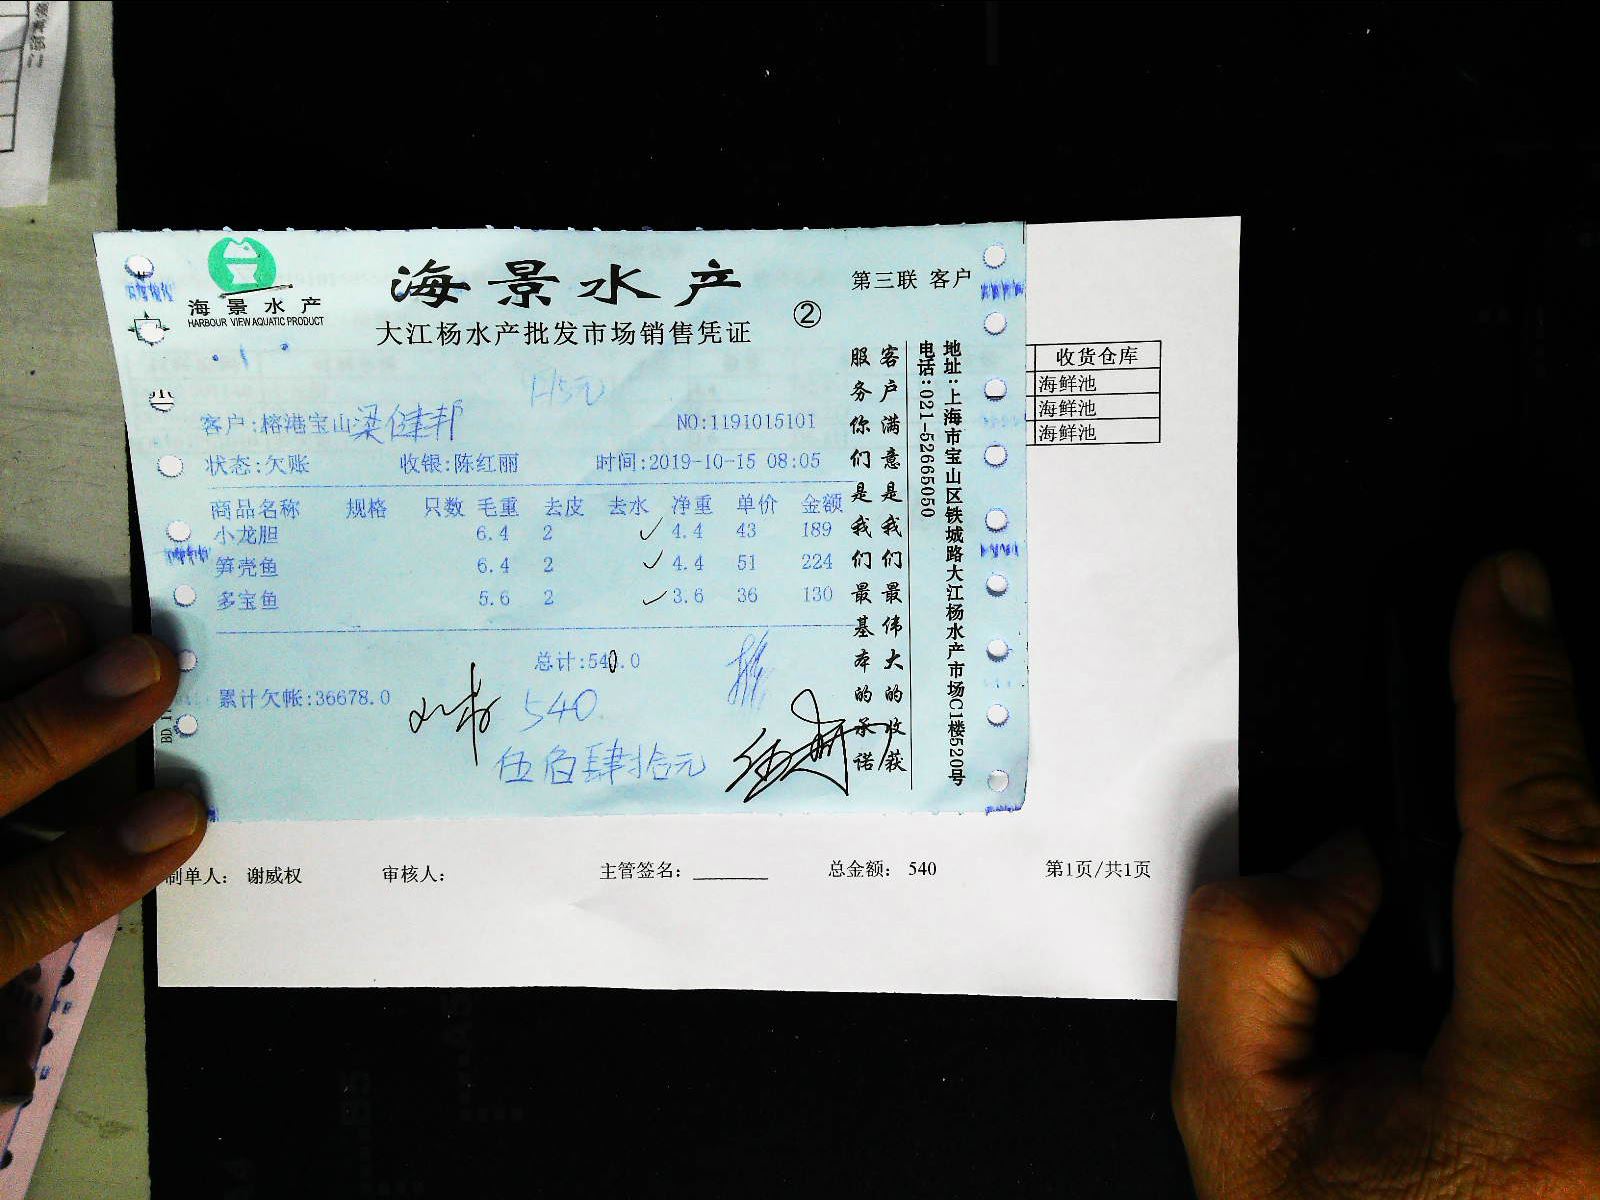 海景水产
HARBOUR VIEW AQUATIC PRODUCT
海景水产
大江杨水产批发市场销售凭证
②
第三联 客户
客户:榕港宝山梁健邦
NO:1191015101
状态:欠账 收银:陈红丽 时间:2019-10-15 08:05
商品名称 规格 只数 毛重 去皮 去水 净重 单价 金额
小龙胆 6.4 2 ✓ 4.4 43 189
笋壳鱼 6.4 2 ✓ 4.4 51 224
多宝鱼 5.6 2 ✓ 3.6 36 130
总计:540.0
累计欠帐:36678.0
540
伍佰肆拾元
客户满意是我们最伟大的收获
服务你们是我们最基本的承诺
地址:上海市宝山区铁城路大江杨水产市场C1楼520号
电话:021-52665050
收货仓库
海鲜池
海鲜池
海鲜池
制单人: 谢威权 审核人: 主管签名: 总金额: 540 第1页/共1页